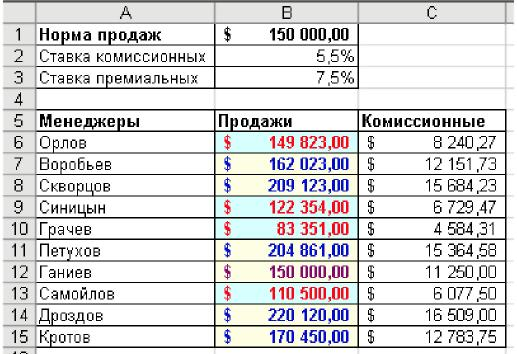 A B C
1 Норма продаж $ 150 000,00
2 Ставка комиссионных 5,5%
3 Ставка премиальных 7,5%
4
5 Менеджеры Продажи Комиссионные
6 Орлов $ 149 823,00 $ 8 240,27
7 Воробьев $ 162 023,00 $ 12 151,73
8 Скворцов $ 209 123,00 $ 15 684,23
9 Синицын $ 122 354,00 $ 6 729,47
10 Грачев $ 83 351,00 $ 4 584,31
11 Петухов $ 204 861,00 $ 15 364,58
12 Ганиев $ 150 000,00 $ 11 250,00
13 Самойлов $ 110 500,00 $ 6 077,50
14 Дроздов $ 220 120,00 $ 16 509,00
15 Кротов $ 170 450,00 $ 12 783,75